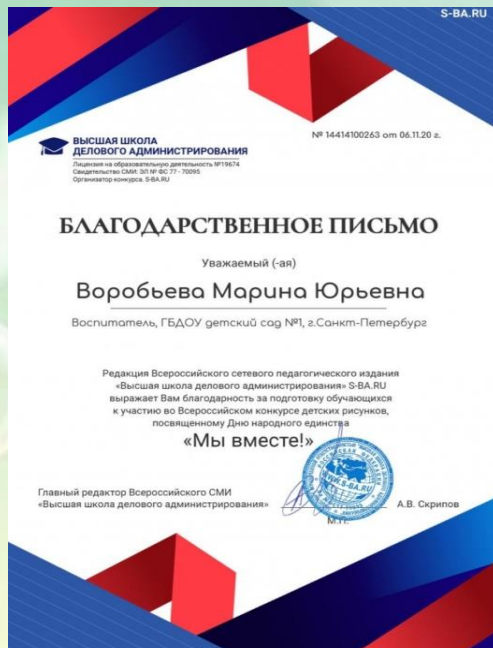 S-BA.RU
№ 14414100263 от 06.11.20 г.
ВЫСШАЯ ШКОЛА
ДЕЛОВОГО АДМИНИСТРИРОВАНИЯ
Лицензия на образовательную деятельность №19674
Свидетельство СМИ: ЭЛ № ФС 77 - 70095
Организатор конкурса: S-BA.RU
БЛАГОДАРСТВЕННОЕ ПИСЬМО
Уважаемый (-ая)
Воробьева Марина Юрьевна
Воспитатель, ГБДОУ детский сад №1, г.Санкт-Петербург
Редакция Всероссийского сетевого педагогического издания
«Высшая школа делового администрирования» S-BA.RU
выражает Вам благодарность за подготовку обучающихся
к участию во Всероссийском конкурсе детских рисунков,
посвященному Дню народного единства
«Мы вместе!»
Главный редактор Всероссийского СМИ
«Высшая школа делового администрирования»
А.В. Скрипов
М.П.
WWW.S-BA.RU